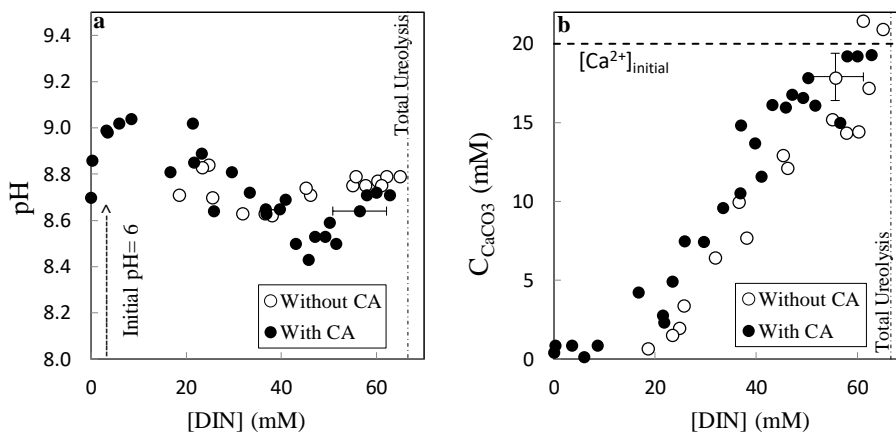 a
9.4
9.2
9.0
8.8
8.6
8.4
8.2
8.0
pH
Initial pH= 6
Total Ureolysis
Without CA
With CA
0 20 40 60
[DIN] (mM)
b
[Ca²⁺]initial
20
15
10
5
0
C CaCO3 (mM)
Total Ureolysis
Without CA
With CA
0 20 40 60
[DIN] (mM)